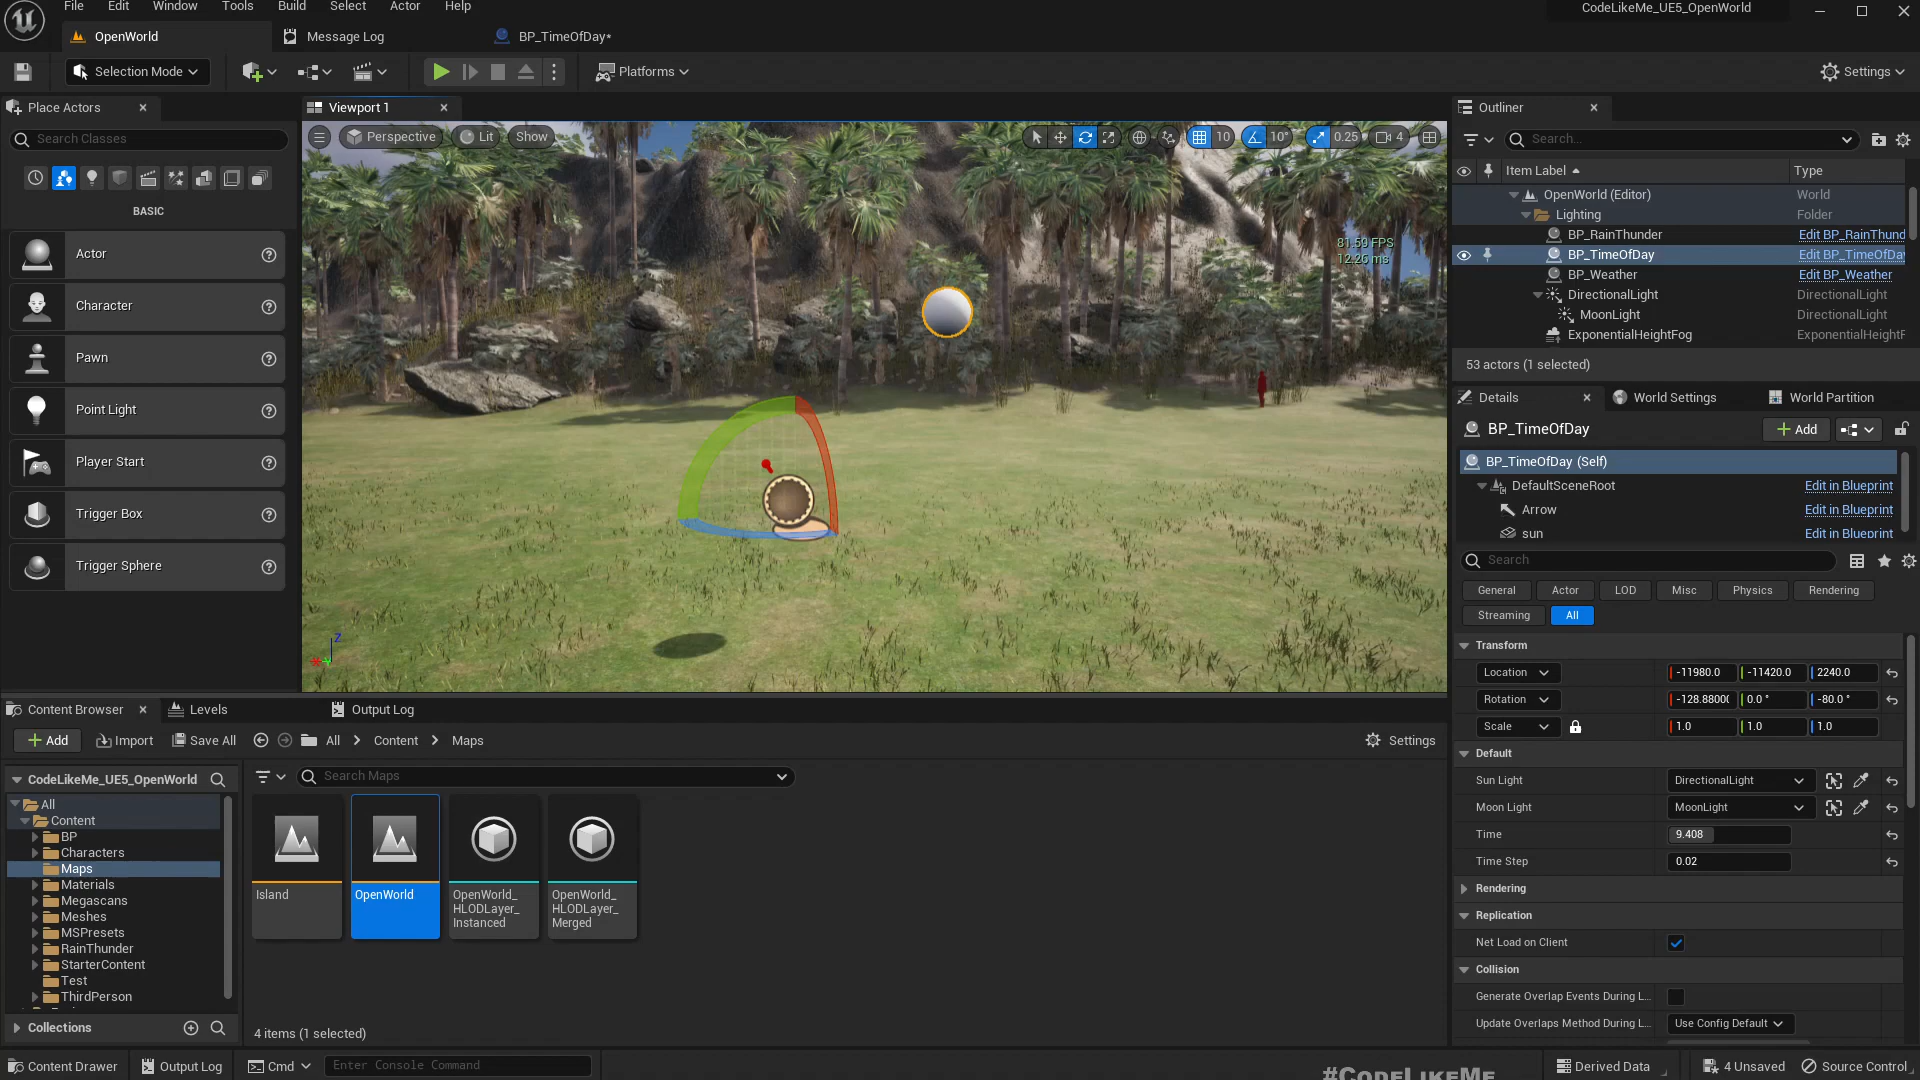 File Edit Window Tools Build Select Actor Help
CodeLikeMe_UE5_OpenWorld
OpenWorld
Message Log
BP_TimeOfDay*
Selection Mode
Platforms
Settings
Place Actors
Search Classes
BASIC
Actor
Character
Pawn
Point Light
Player Start
Trigger Box
Trigger Sphere
Viewport 1
Perspective
Lit
Show
10
10°
0.25
4
81.59 FPS
12.26 ms
Z
Outliner
Search...
Item Label
Type
OpenWorld (Editor) World
Lighting Folder
BP_RainThunder Edit BP_RainThund
BP_TimeOfDay Edit BP_TimeOfDay
BP_Weather Edit BP_Weather
DirectionalLight DirectionalLight
MoonLight DirectionalLight
ExponentialHeightFog ExponentialHeightF
53 actors (1 selected)
Details
World Settings
World Partition
BP_TimeOfDay
Add
BP_TimeOfDay (Self)
DefaultSceneRoot Edit in Blueprint
Arrow Edit in Blueprint
sun Edit in Blueprint
Search
General Actor LOD Misc Physics Rendering
Streaming All
Transform
Location -11980.0 -11420.0 2240.0
Rotation -128.8800 0.0 ° -80.0 °
Scale 1.0 1.0 1.0
Default
Sun Light DirectionalLight
Moon Light MoonLight
Time 9.408
Time Step 0.02
Rendering
Replication
Net Load on Client
Collision
Generate Overlap Events During L...
Update Overlaps Method During L... Use Config Default
Content Browser
Levels
Output Log
Add
Import
Save All
All
Content
Maps
Settings
CodeLikeMe_UE5_OpenWorld
Search Maps
All
Content
BP
Characters
Maps
Materials
Megascans
Meshes
MSPresets
RainThunder
StarterContent
Test
ThirdPerson
Collections
Island
OpenWorld
OpenWorld_
HLODLayer_
Instanced
OpenWorld_
HLODLayer_
Merged
4 items (1 selected)
Content Drawer
Output Log
Cmd
Enter Console Command
#CodeLikeMe
Derived Data
4 Unsaved
Source Control